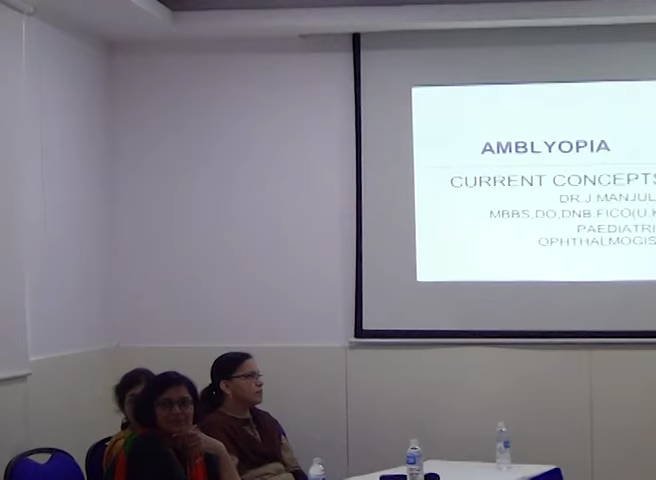 AMBLYOPIA
CURRENT CONCEPTS
DR.J.MANJUL
MBBS,DO,DNB.FICO(U.K
PAEDIATRI
OPHTHALMOGIS